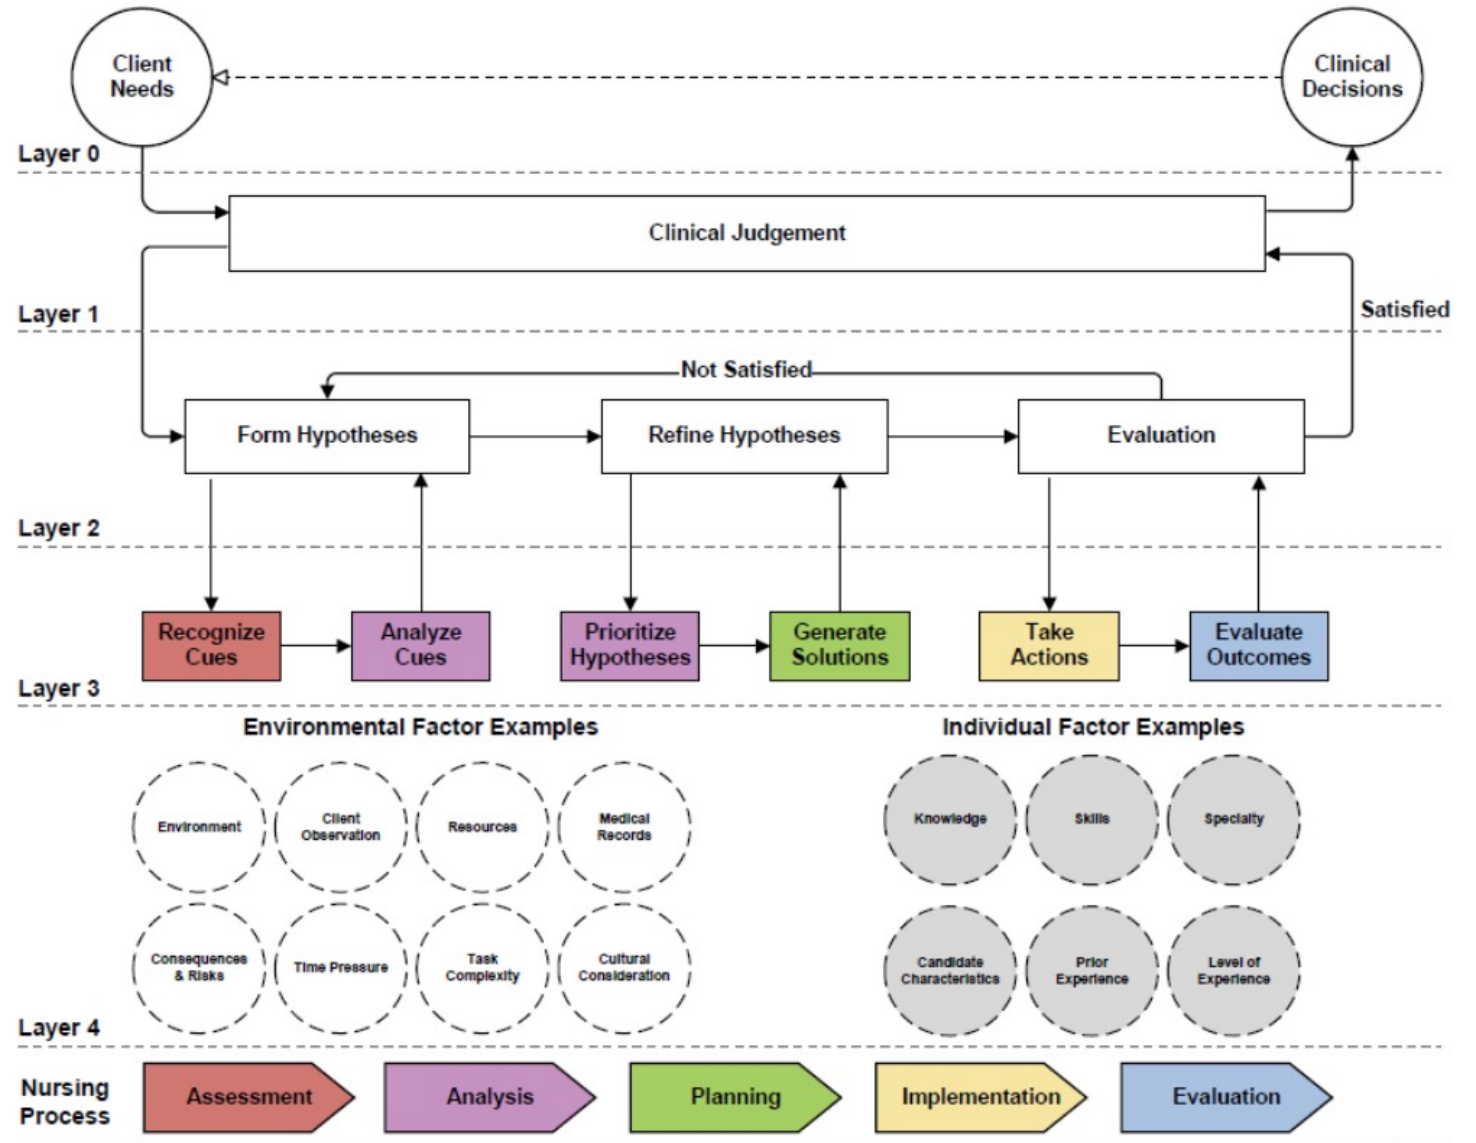 Client
Needs
Clinical
Decisions
Layer 0
Clinical Judgement
Layer 1
Satisfied
Not Satisfied
Form Hypotheses
Refine Hypotheses
Evaluation
Layer 2
Recognize
Cues
Analyze
Cues
Prioritize
Hypotheses
Generate
Solutions
Take
Actions
Evaluate
Outcomes
Layer 3
Environmental Factor Examples
Individual Factor Examples
Environment
Client
Observation
Resources
Medical
Records
Knowledge
Skills
Specialty
Consequences
& Risks
Time Pressure
Task
Complexity
Cultural
Consideration
Candidate
Characteristics
Prior
Experience
Level of
Experience
Layer 4
Nursing
Process
Assessment
Analysis
Planning
Implementation
Evaluation